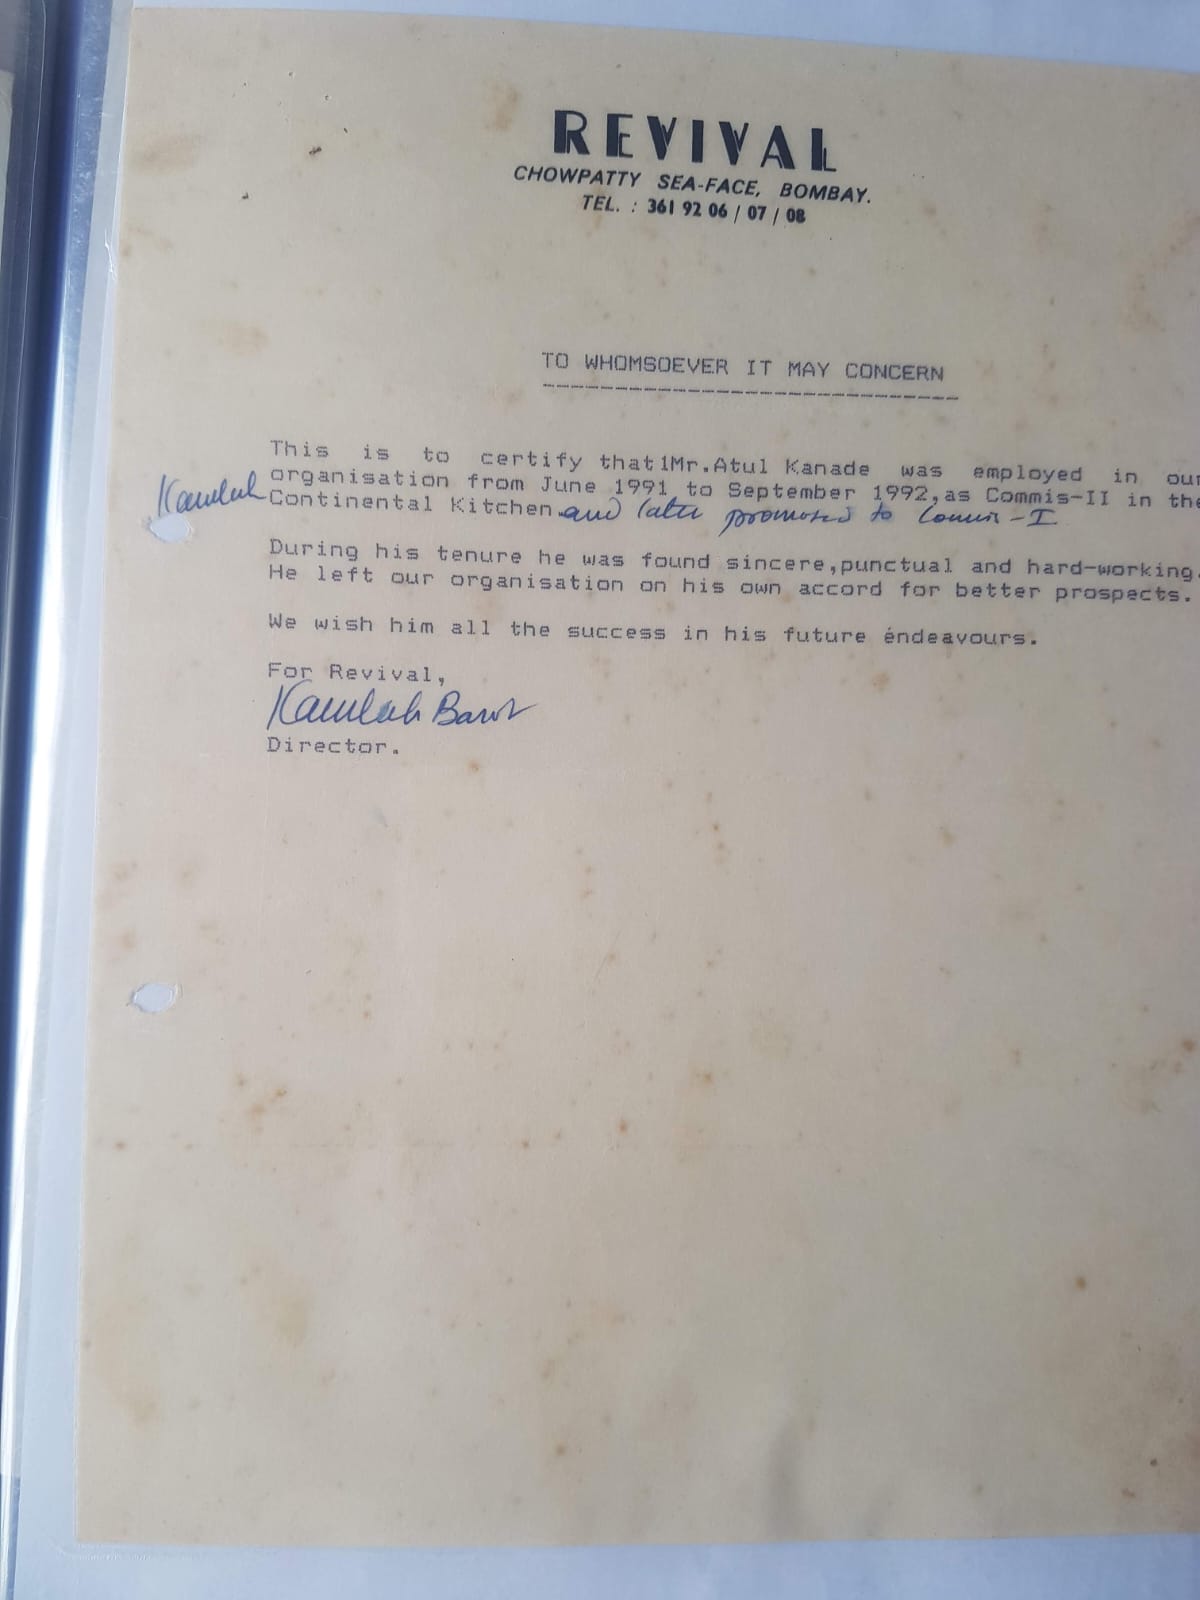 REVIVAL
CHOWPATTY SEA-FACE, BOMBAY.
TEL. : 361 92 06 / 07 / 08
TO WHOMSOEVER IT MAY CONCERN
This is to certify that Mr.Atul Kanade was employed in our
organisation from June 1991 to September 1992,as Commis-II in the
Continental Kitchen and later promoted to Commis-I
During his tenure he was found sincere,punctual and hard-working.
He left our organisation on his own accord for better prospects.
We wish him all the success in his future endeavours.
For Revival,
Kamlesh Barot
Director.